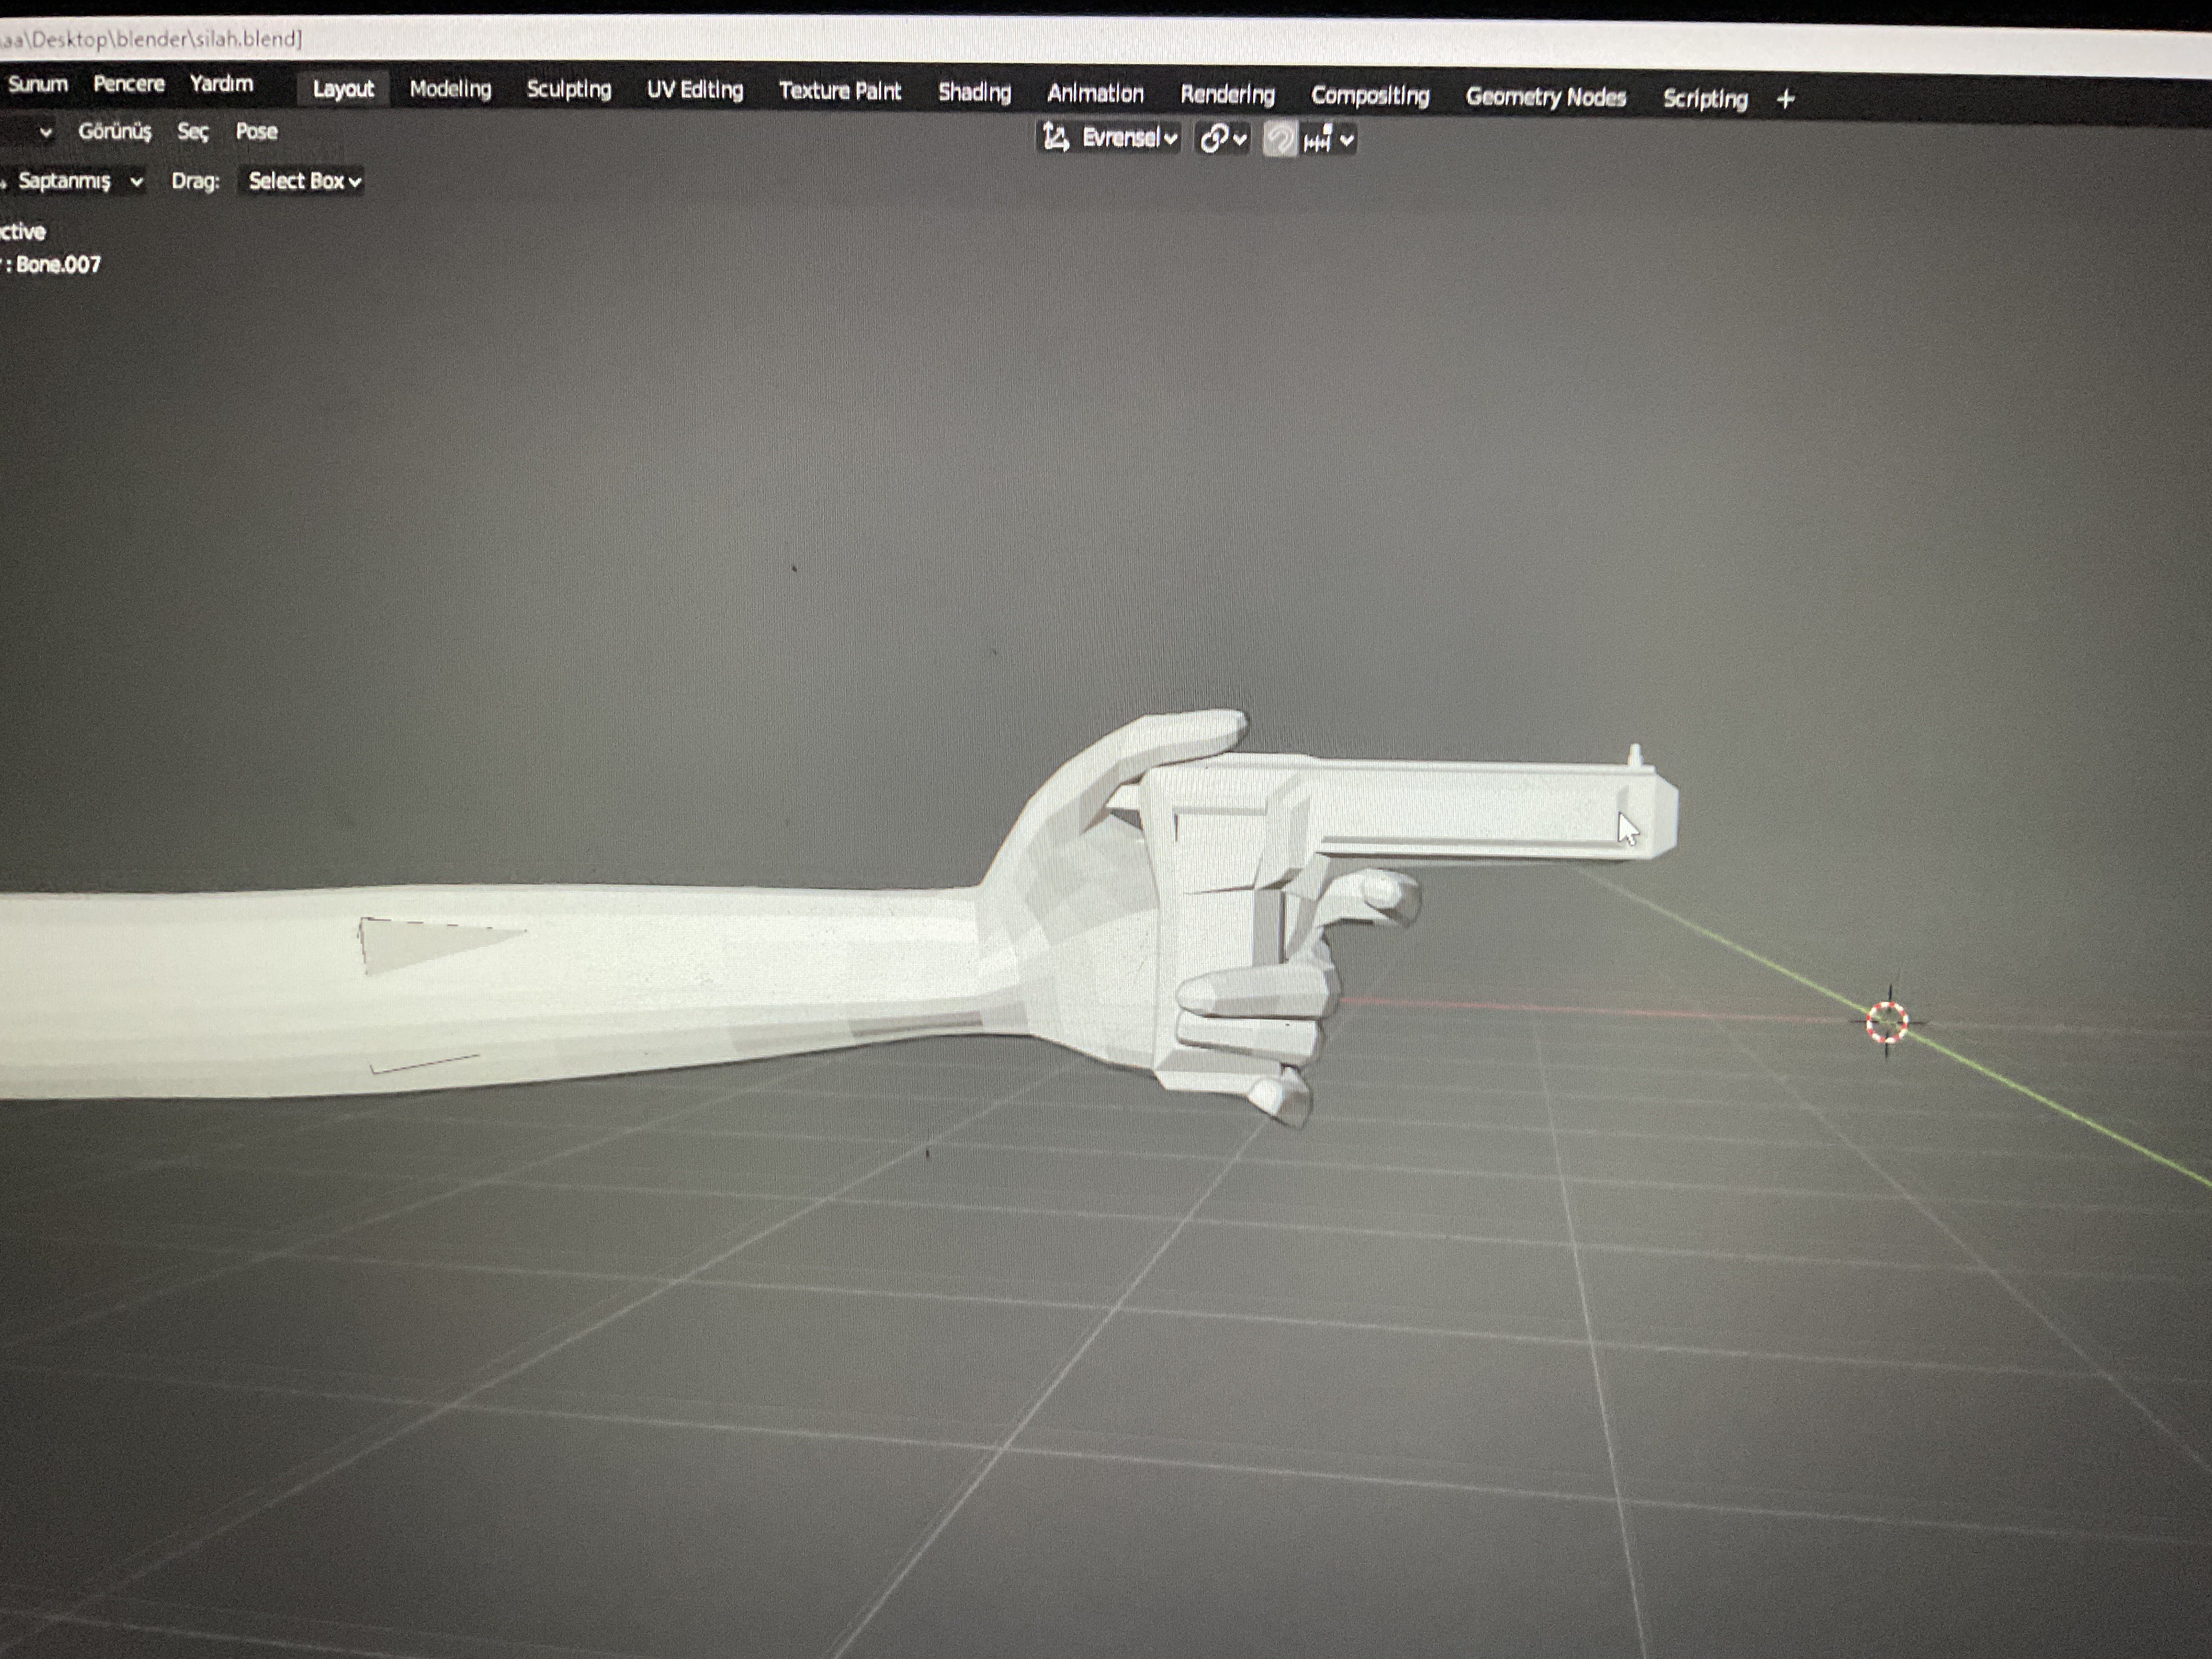 aa\Desktop\blender\silah.blend]
Sunum Pencere Yardım Layout Modeling Sculpting UV Editing Texture Paint Shading Animation Rendering Compositing Geometry Nodes Scripting +
Görünüş Seç Pose Evrensel
Saptanmış Drag: Select Box
ctive
: Bone.007